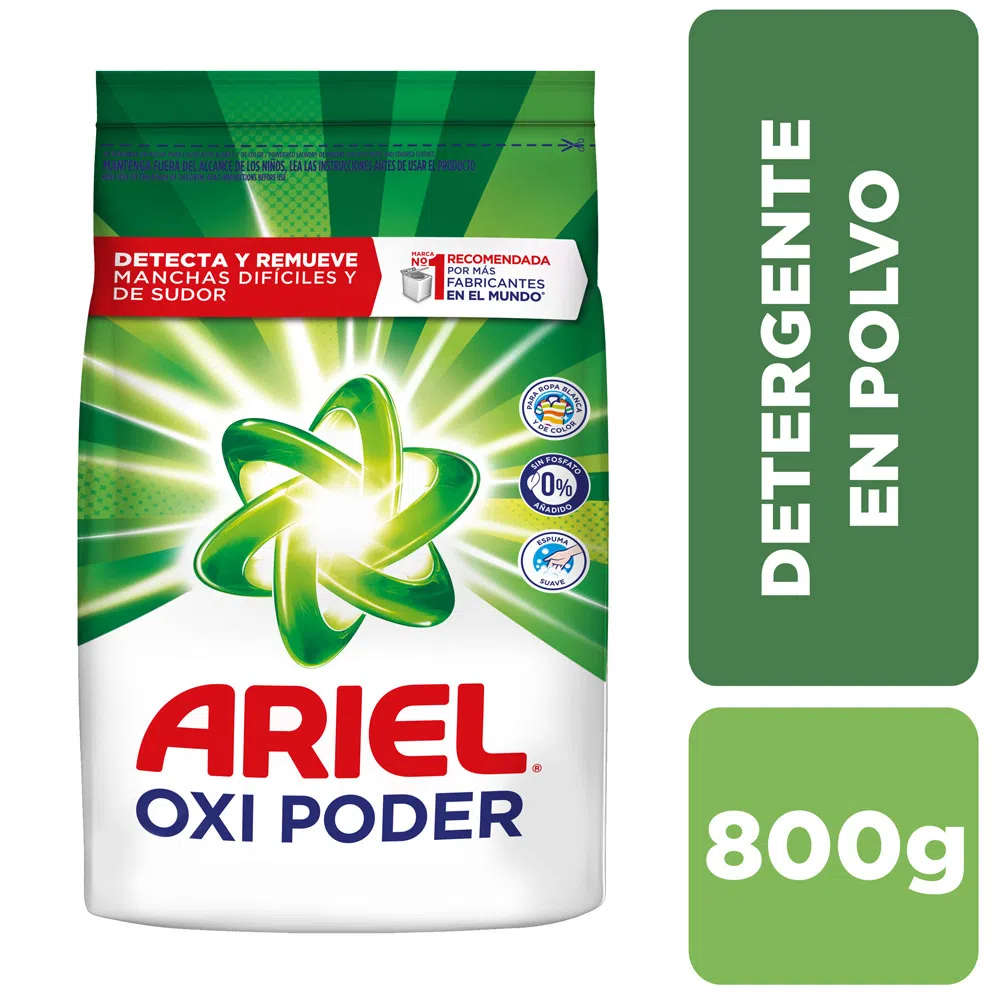 MANTENGA FUERA DEL ALCANCE DE LOS NIÑOS. LEA LAS INSTRUCCIONES ANTES DE USAR EL PRODUCTO
DETECTA Y REMUEVE
MANCHAS DIFÍCILES Y
DE SUDOR
MARCA
Nº1
RECOMENDADA
POR MÁS
FABRICANTES
EN EL MUNDO*
PARA ROPA BLANCA
Y DE COLOR
SIN FOSFATO
0%
AÑADIDO
ESPUMA
SUAVE
ARIEL®
OXI PODER
DETERGENTE
EN POLVO
800g